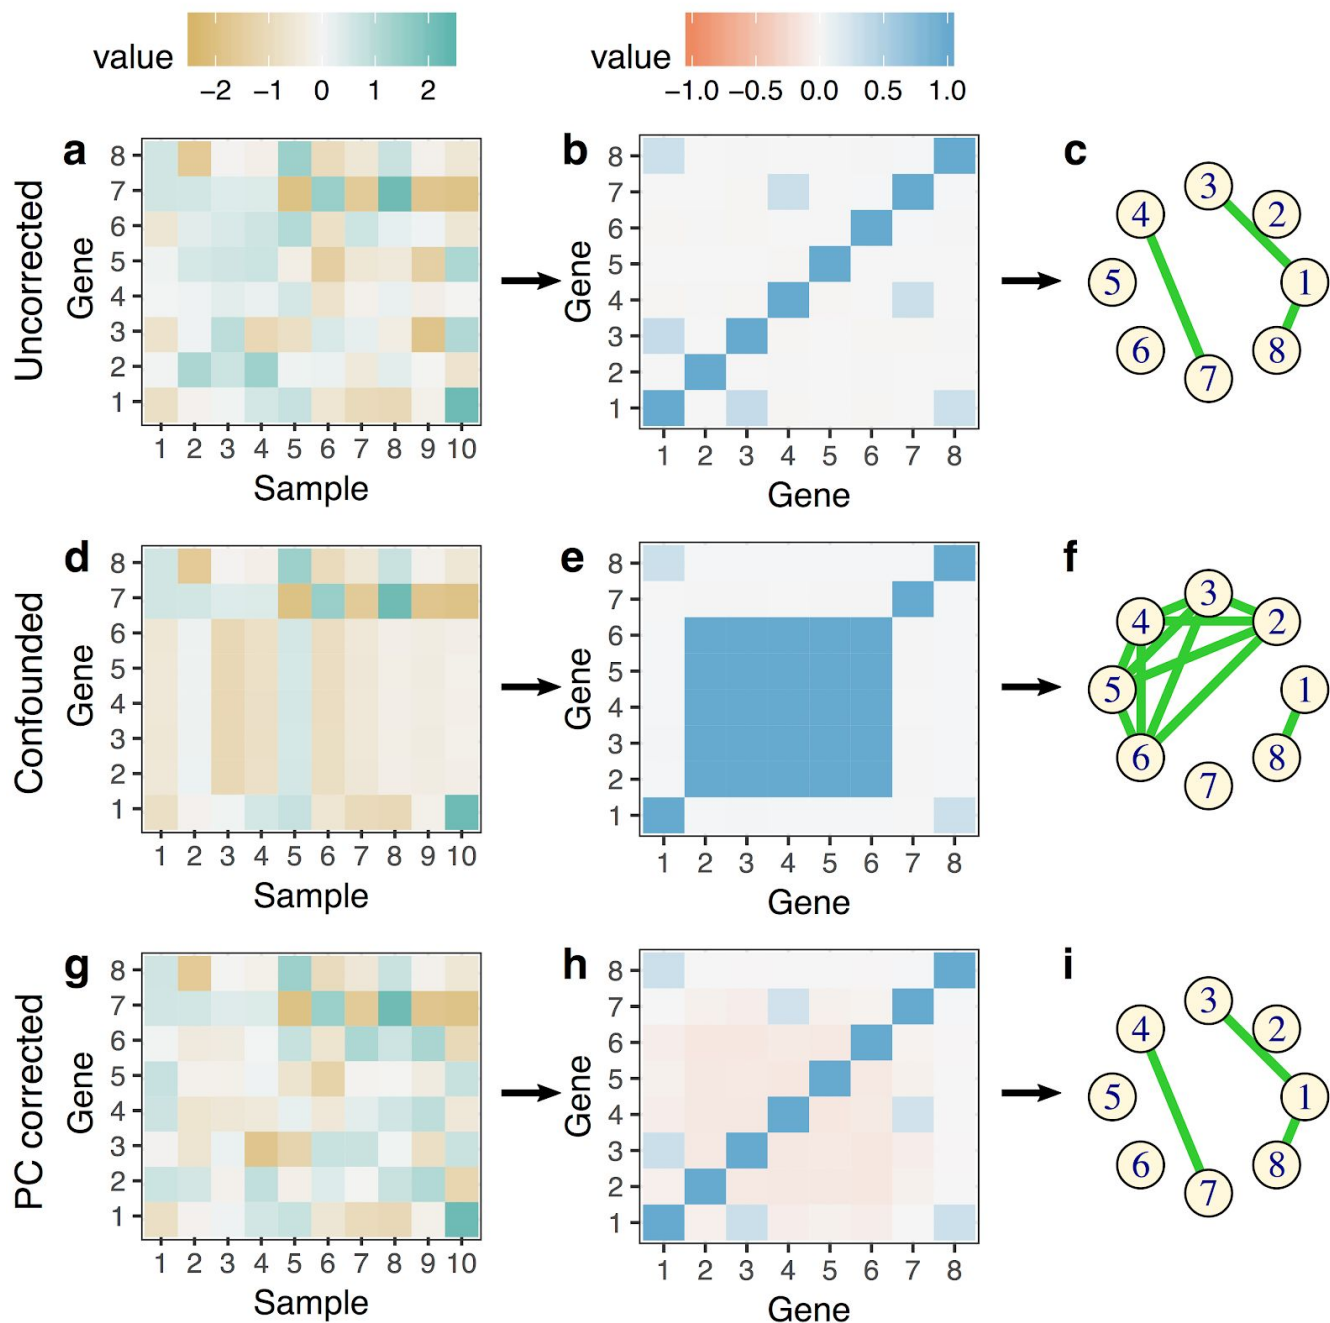 value
−2 −1 0 1 2
value
−1.0 −0.5 0.0 0.5 1.0
Uncorrected
a
Gene
8
7
6
5
4
3
2
1
1 2 3 4 5 6 7 8 9 10
Sample
b
Gene
8
7
6
5
4
3
2
1
1 2 3 4 5 6 7 8
Gene
c
3
4 2
5 1
6 8
7
Confounded
d
Gene
8
7
6
5
4
3
2
1
1 2 3 4 5 6 7 8 9 10
Sample
e
Gene
8
7
6
5
4
3
2
1
1 2 3 4 5 6 7 8
Gene
f
3
4 2
5 1
6 8
7
PC corrected
g
Gene
8
7
6
5
4
3
2
1
1 2 3 4 5 6 7 8 9 10
Sample
h
Gene
8
7
6
5
4
3
2
1
1 2 3 4 5 6 7 8
Gene
i
3
4 2
5 1
6 8
7